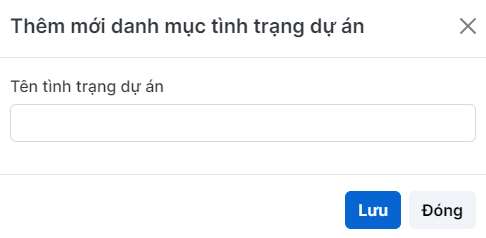 Thêm mới danh mục tình trạng dự án
Tên tình trạng dự án
Lưu Đóng